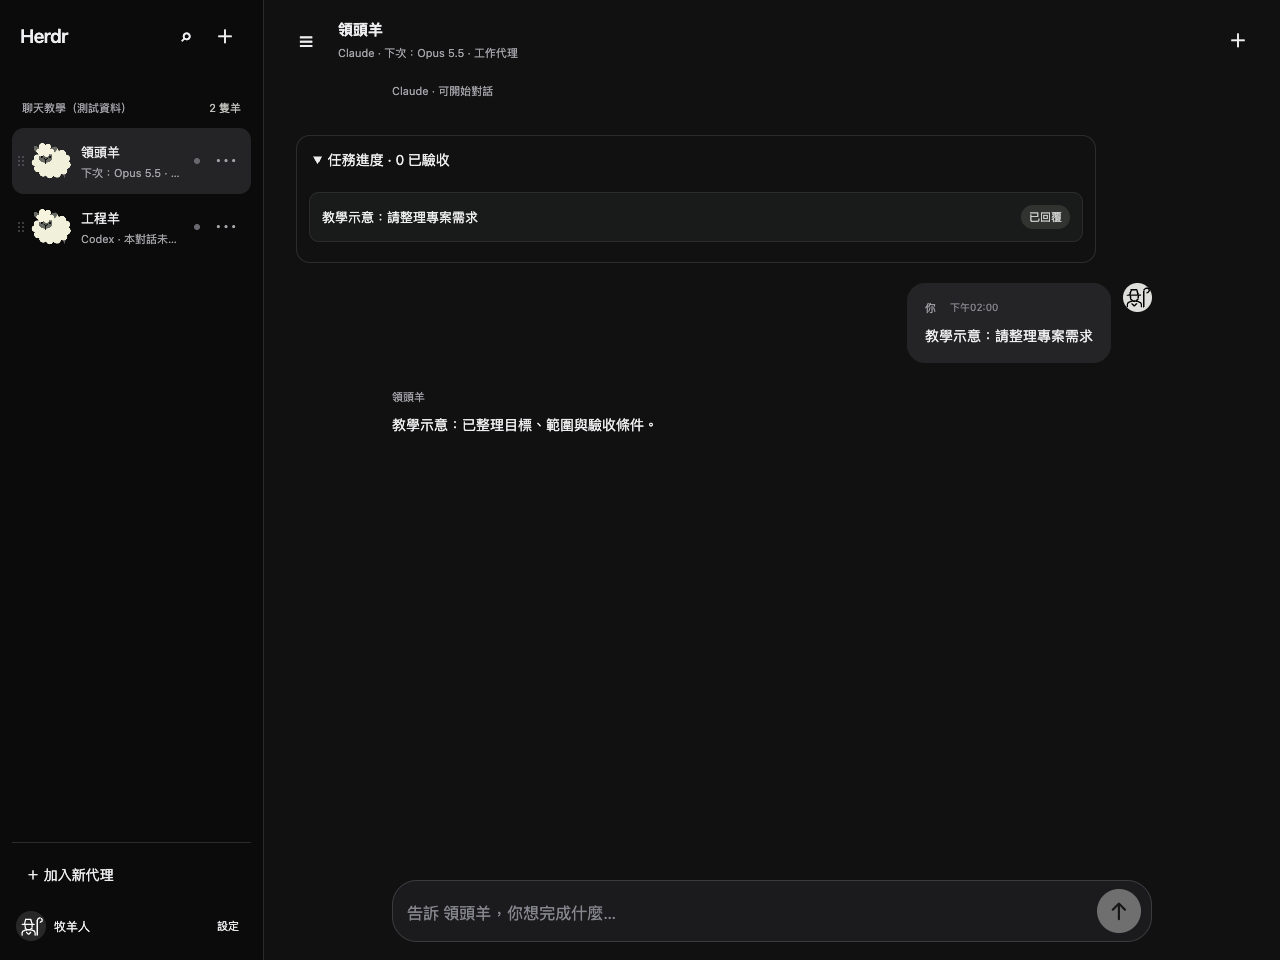 Herdr
聊天教學（測試資料）
2 隻羊
領頭羊
下次：Opus 5.5 · ...
工程羊
Codex · 本對話未...
+ 加入新代理
牧羊人
設定
領頭羊
Claude · 下次：Opus 5.5 · 工作代理
Claude · 可開始對話
任務進度 · 0 已驗收
教學示意：請整理專案需求
已回覆
你 下午02:00
教學示意：請整理專案需求
領頭羊
教學示意：已整理目標、範圍與驗收條件。
告訴 領頭羊，你想完成什麼...